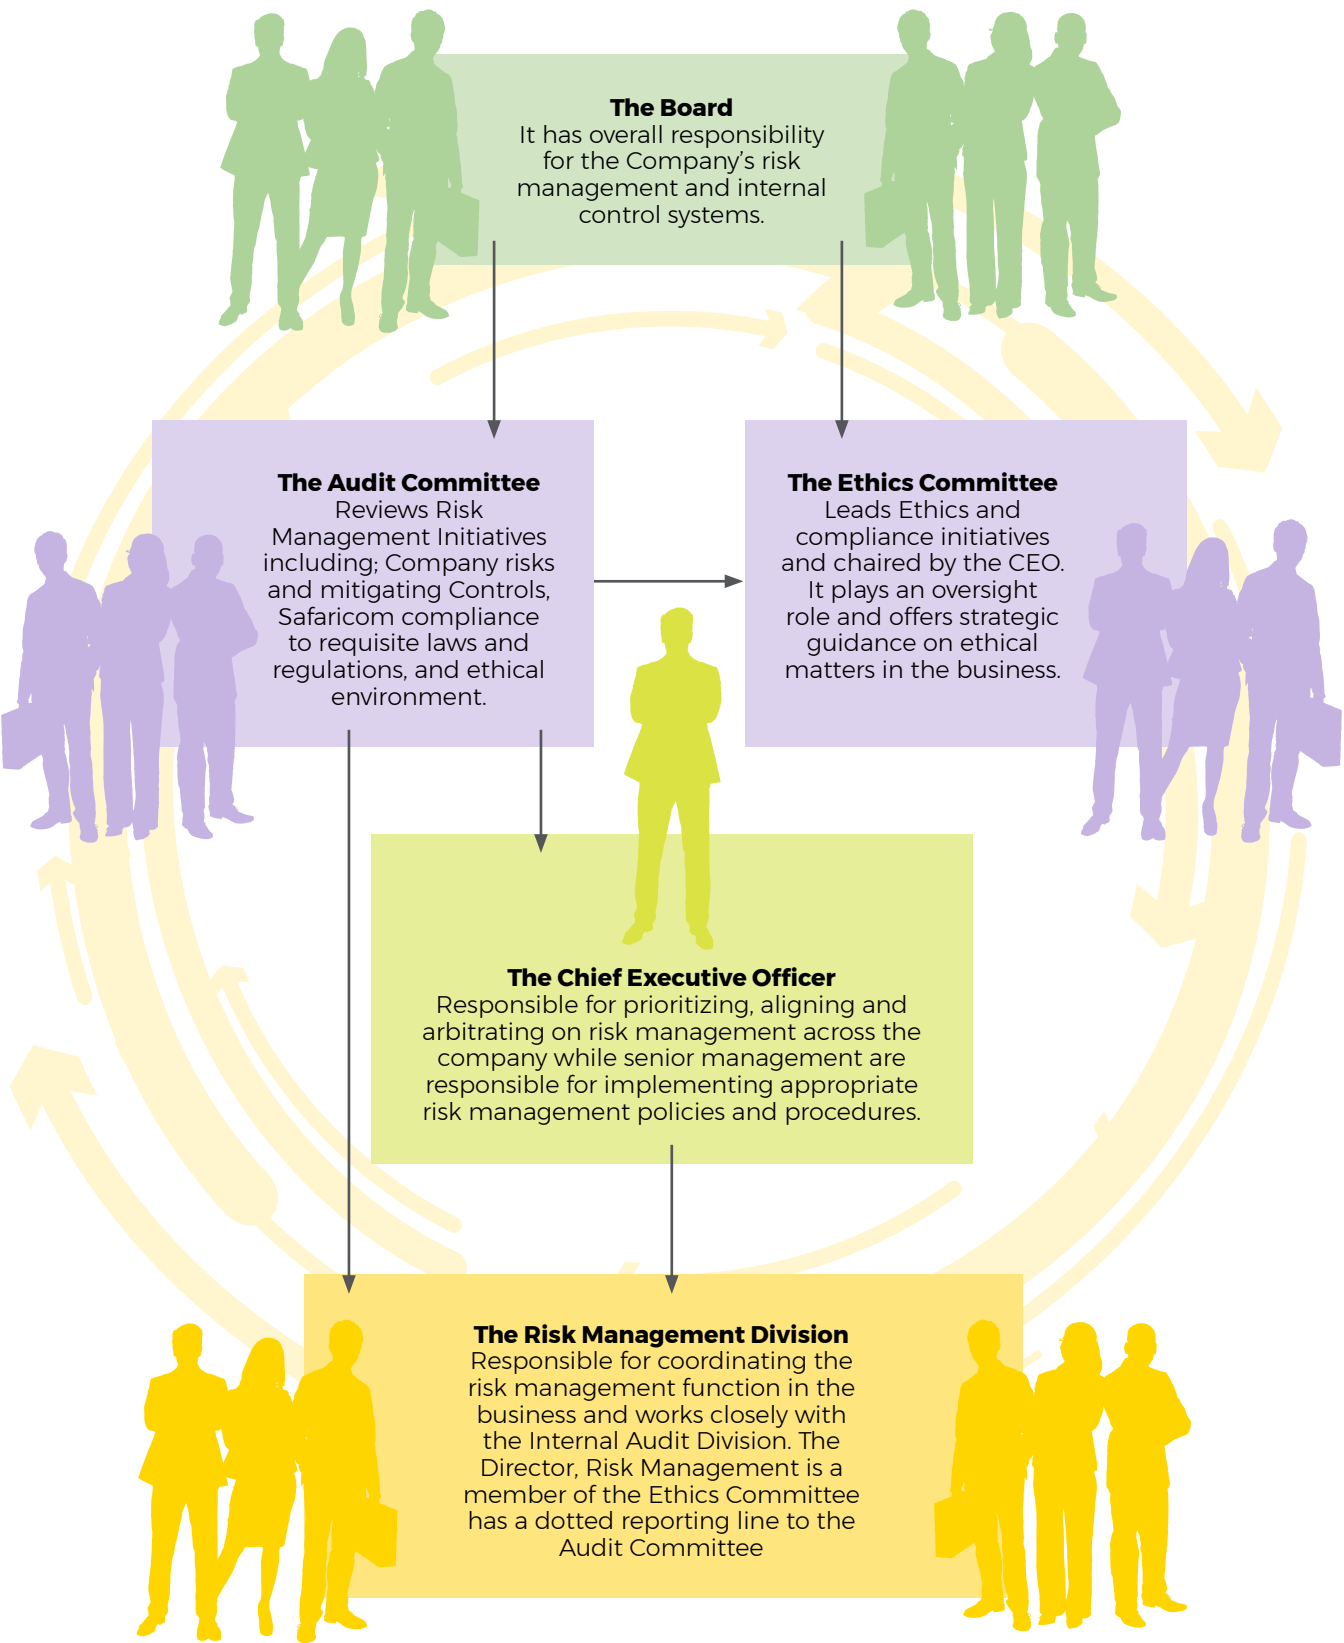 The Board
It has overall responsibility
for the Company’s risk
management and internal
control systems.
The Audit Committee
Reviews Risk
Management Initiatives
including; Company risks
and mitigating Controls,
Safaricom compliance
to requisite laws and
regulations, and ethical
environment.
The Ethics Committee
Leads Ethics and
compliance initiatives
and chaired by the CEO.
It plays an oversight
role and offers strategic
guidance on ethical
matters in the business.
The Chief Executive Officer
Responsible for prioritizing, aligning and
arbitrating on risk management across the
company while senior management are
responsible for implementing appropriate
risk management policies and procedures.
The Risk Management Division
Responsible for coordinating the
risk management function in the
business and works closely with
the Internal Audit Division. The
Director, Risk Management is a
member of the Ethics Committee
has a dotted reporting line to the
Audit Committee